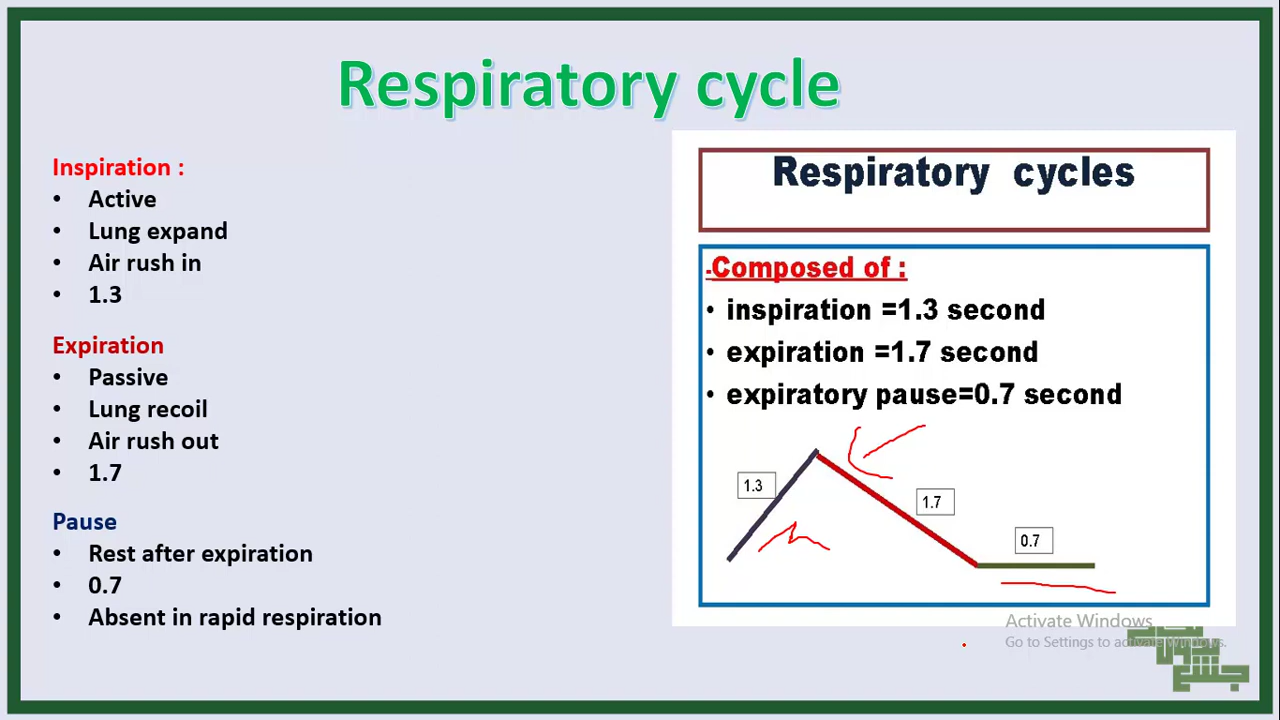 Respiratory cycle
Inspiration :
• Active
• Lung expand
• Air rush in
• 1.3
Expiration
• Passive
• Lung recoil
• Air rush out
• 1.7
Pause
• Rest after expiration
• 0.7
• Absent in rapid respiration
Respiratory cycles
-Composed of :
• inspiration =1.3 second
• expiration =1.7 second
• expiratory pause=0.7 second
1.3
1.7
0.7
Activate Windows
Go to Settings to activate Windows.